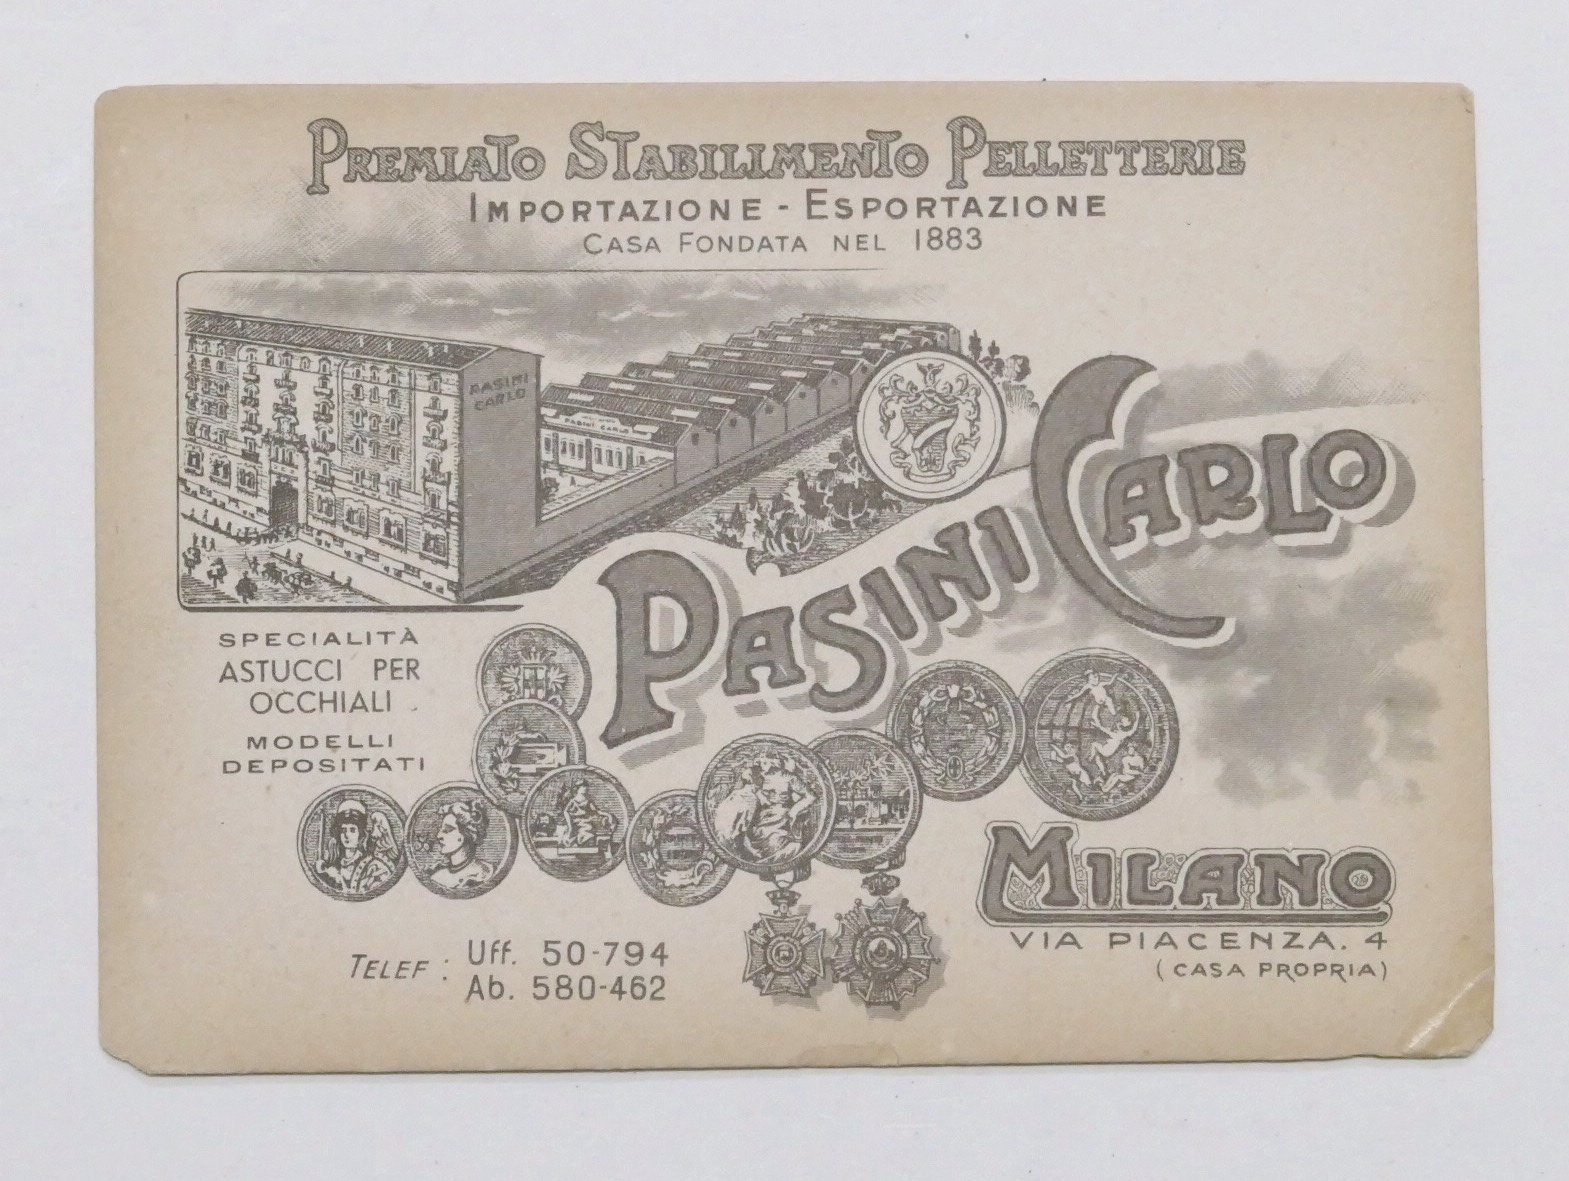 PREMIATO STABILIMENTO PELLETTERIE
IMPORTAZIONE - ESPORTAZIONE
CASA FONDATA NEL 1883
PASINI
CARLO
PASINI CARLO
PASINI CARLO
SPECIALITÀ
ASTUCCI PER
OCCHIALI
MODELLI
DEPOSITATI
MILANO
VIA PIACENZA. 4
(CASA PROPRIA)
TELEF: Uff. 50-794
Ab. 580-462